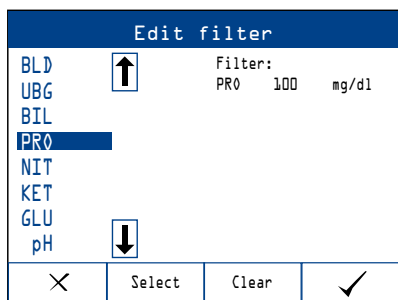 Edit filter
BLD
UBG
BIL
PRO
NIT
KET
GLU
pH
Filter:
PRO 100 mg/dl
Select
Clear